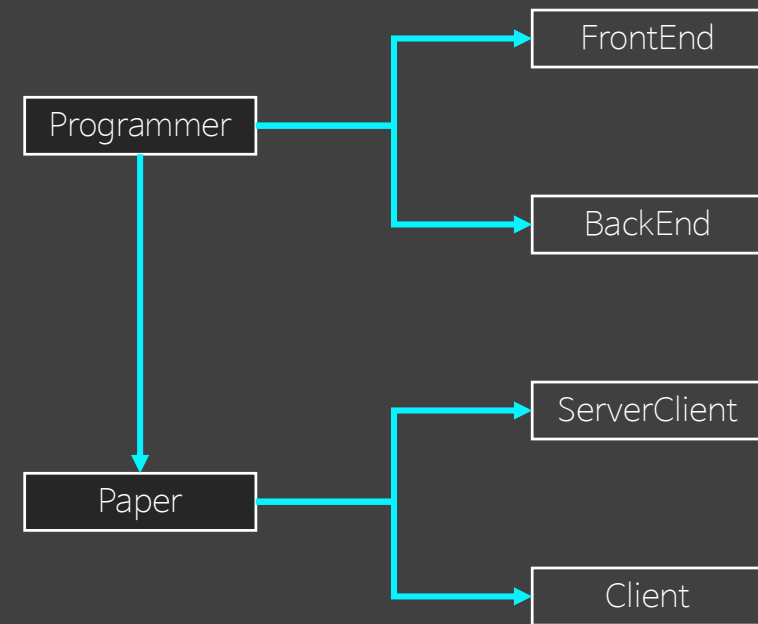 FrontEnd
Programmer
BackEnd
ServerClient
Paper
Client